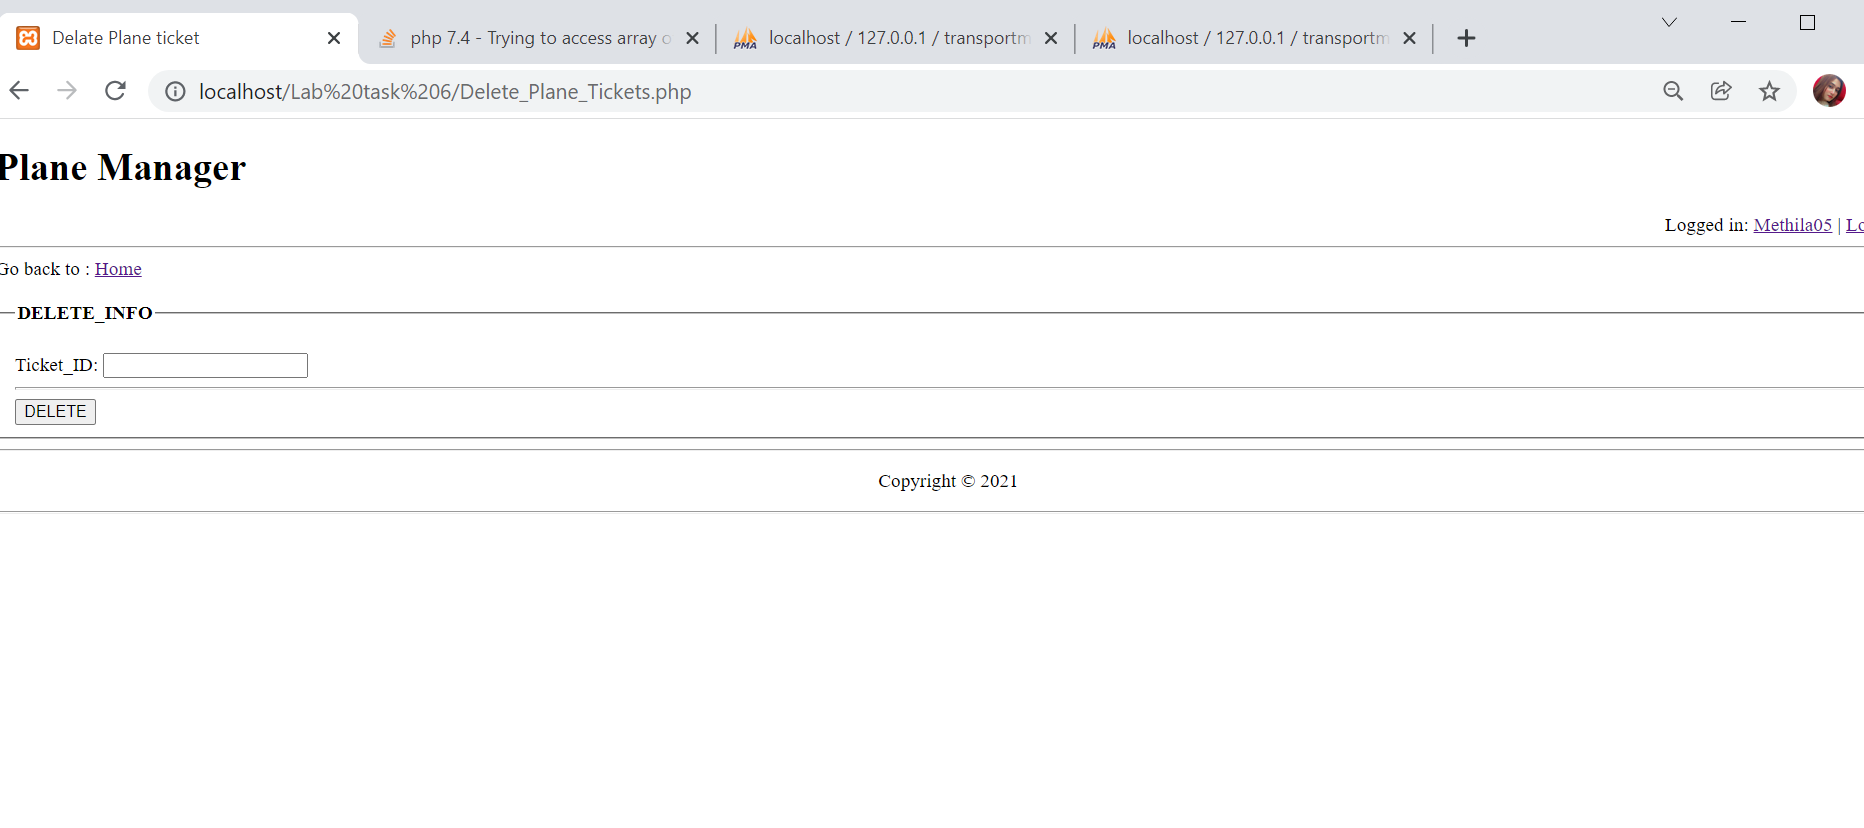 Delate Plane ticket
php 7.4 - Trying to access array o
localhost / 127.0.0.1 / transportm
localhost / 127.0.0.1 / transportm
localhost/Lab%20task%206/Delete_Plane_Tickets.php
Plane Manager
Logged in: Methila05 | Lo
Go back to : Home
DELETE_INFO
Ticket_ID:
DELETE
Copyright © 2021